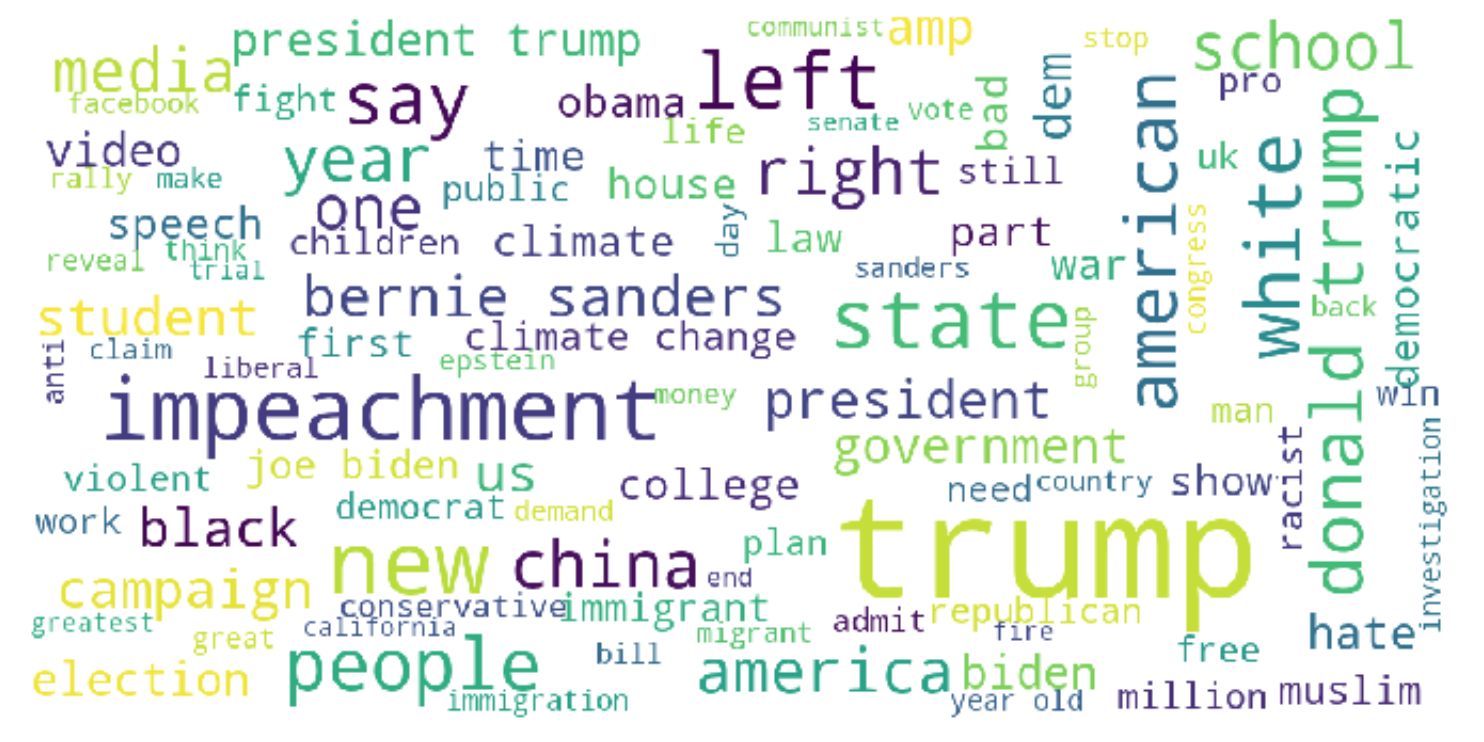 communist
amp
stop
school
president trump
media
say
left
obama
facebook
fight
life
senate
vote
bad
dem
american
pro
uk
white
donald trump
democratic
video
year
time
rally
make
public
house
right
still
speech
one
children
climate
day
law
part
war
congress
reveal
think
trial
sanders
back
student
bernie sanders
state
group
first
climate change
anti
claim
liberal
epstein
impeachment
money
president
man
win
government
violent
joe biden
us
college
need
country
show
racist
investigation
work
black
democrat
demand
new
china
plan
trump
end
campaign
conservative
immigrant
admit
republican
greatest
great
california
migrant
fire
hate
election
people
bill
america
biden
free
immigration
year old
million
muslim